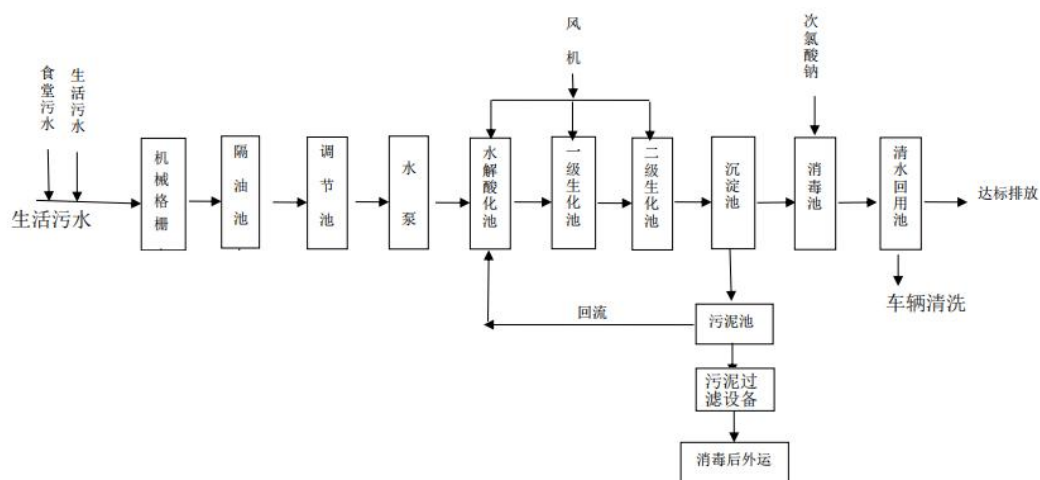 风机
次氯酸钠
食堂污水
生活污水
生活污水
机械格栅
隔油池
调节池
水泵
水解酸化池
一级生化池
二级生化池
沉淀池
消毒池
清水回用池
达标排放
车辆清洗
回流
污泥池
污泥过
滤设备
消毒后外运